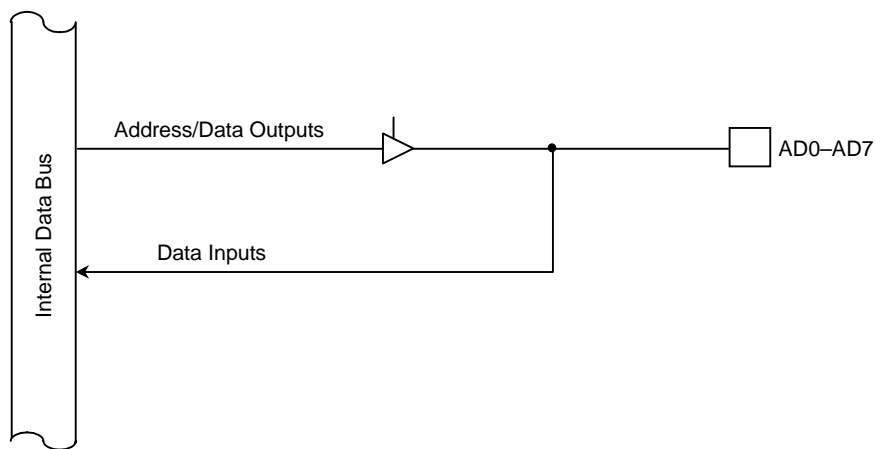 Address/Data Outputs
AD0–AD7
Data Inputs
Internal Data Bus